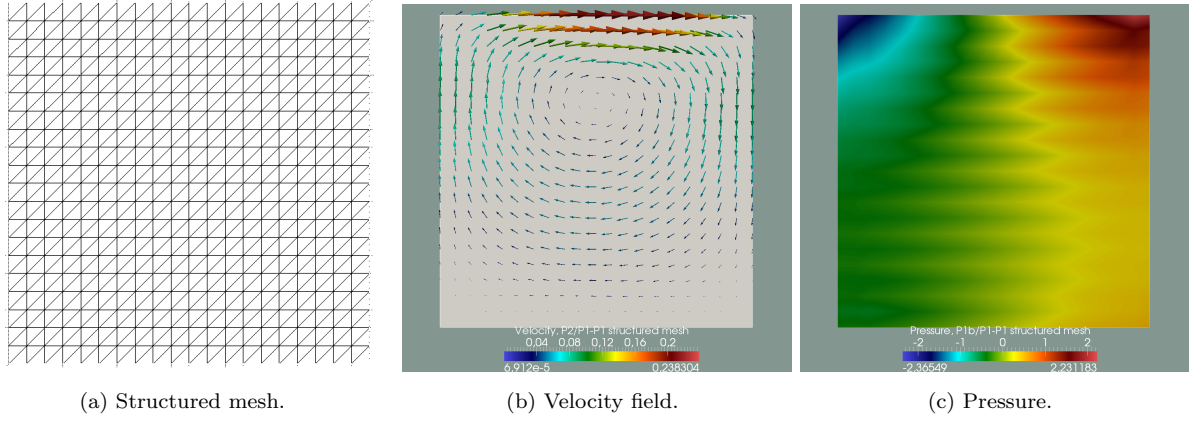 Velocity, P2/P1-P1 structured mesh
0,04 0,08 0,12 0,16 0,2
6,912e-5 0,238304
Pressure, P1b/P1-P1 structured mesh
-2 -1 0 1 2
-2,36549 2,231183
(a) Structured mesh.
(b) Velocity field.
(c) Pressure.